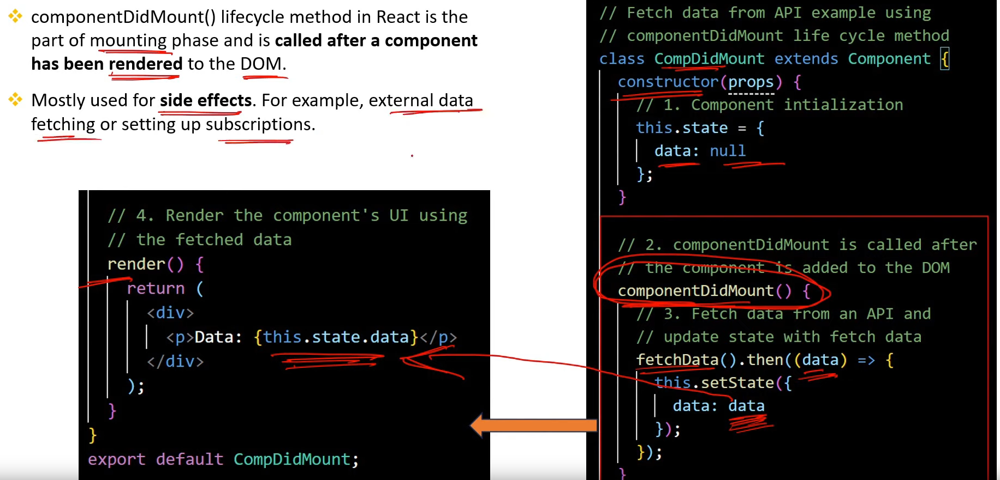 componentDidMount() lifecycle method in React is the
part of mounting phase and is called after a component
has been rendered to the DOM.
Mostly used for side effects. For example, external data
fetching or setting up subscriptions.
// Fetch data from API example using
// componentDidMount life cycle method
class CompDidMount extends Component {
constructor(props) {
// 1. Component intialization
this.state = {
data: null
};
}
// 2. componentDidMount is called after
// the component is added to the DOM
componentDidMount() {
// 3. Fetch data from an API and
// update state with fetch data
fetchData().then((data) => {
this.setState({
data: data
});
});
}
// 4. Render the component's UI using
// the fetched data
render() {
return (
<div>
<p>Data: {this.state.data}</p>
</div>
);
}
}
export default CompDidMount;